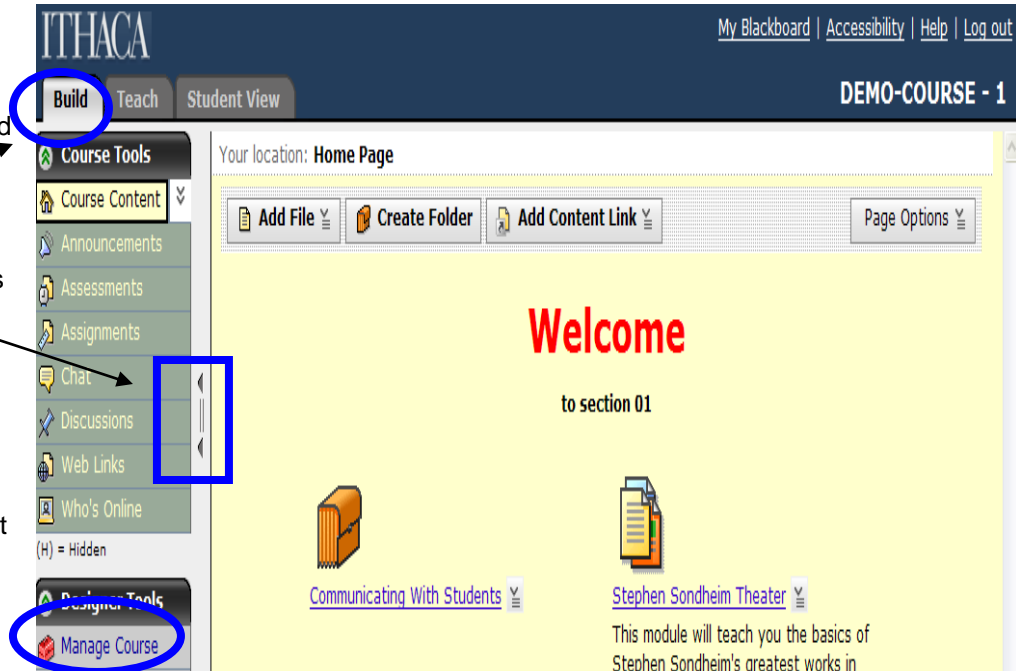 ITHACA
My Blackboard | Accessibility | Help | Log out
Build Teach Student View
DEMO-COURSE - 1
d
Course Tools
Your location: Home Page
Course Content
Add File Create Folder Add Content Link Page Options
Announcements
s
Assessments
Assignments
Welcome
Chat
to section 01
Discussions
Web Links
Who's Online
t
(H) = Hidden
Designer Tools
Communicating With Students
Stephen Sondheim Theater
Manage Course
This module will teach you the basics of
Stephen Sondheim's greatest works in